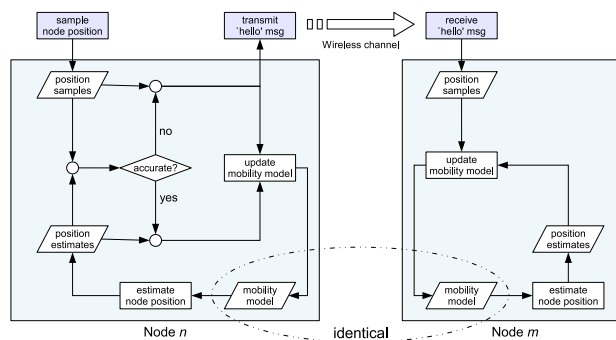 sample
node position
transmit
`hello' msg
Wireless channel
receive
`hello' msg
position
samples
no
accurate?
yes
update
mobility model
position
estimates
estimate
node position
mobility
model
Node n
identical
position
samples
update
mobility model
position
estimates
mobility
model
estimate
node position
Node m